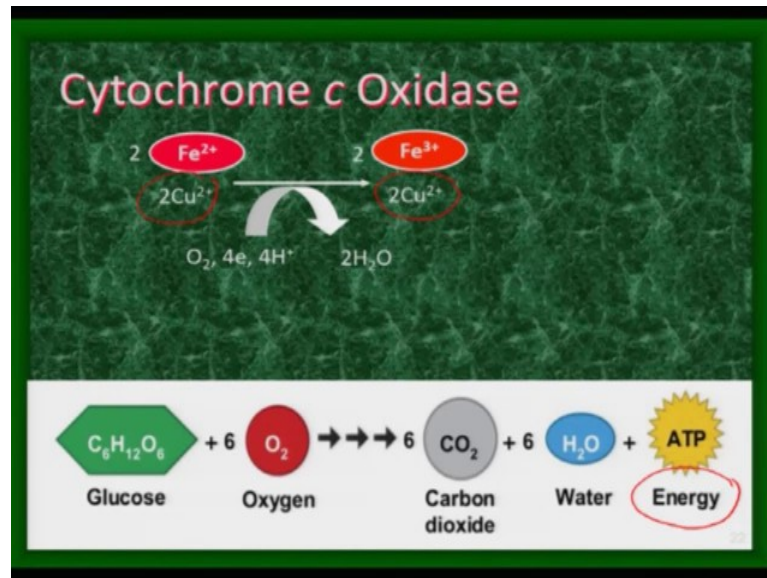 Cytochrome c Oxidase
2 Fe²⁺ 2 Fe³⁺
2Cu²⁺ 2Cu²⁺
O₂, 4e, 4H⁺ 2H₂O
C₆H₁₂O₆ + 6 O₂ → → → 6 CO₂ + 6 H₂O + ATP
Glucose Oxygen Carbon dioxide Water Energy
22